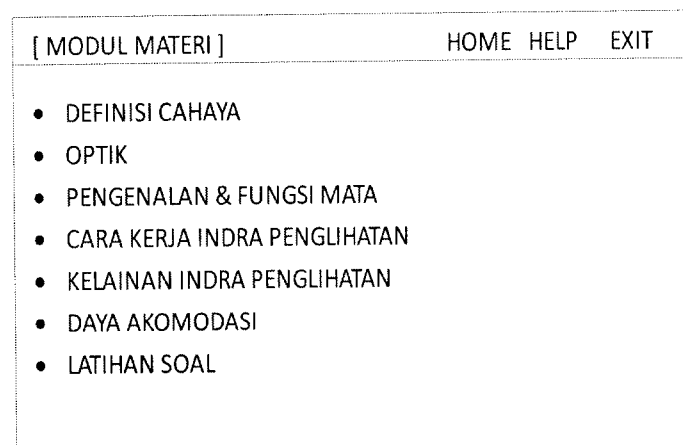 [ MODUL MATERI ] HOME HELP EXIT
• DEFINISI CAHAYA
• OPTIK
• PENGENALAN & FUNGSI MATA
• CARA KERJA INDRA PENGLIHATAN
• KELAINAN INDRA PENGLIHATAN
• DAYA AKOMODASI
• LATIHAN SOAL